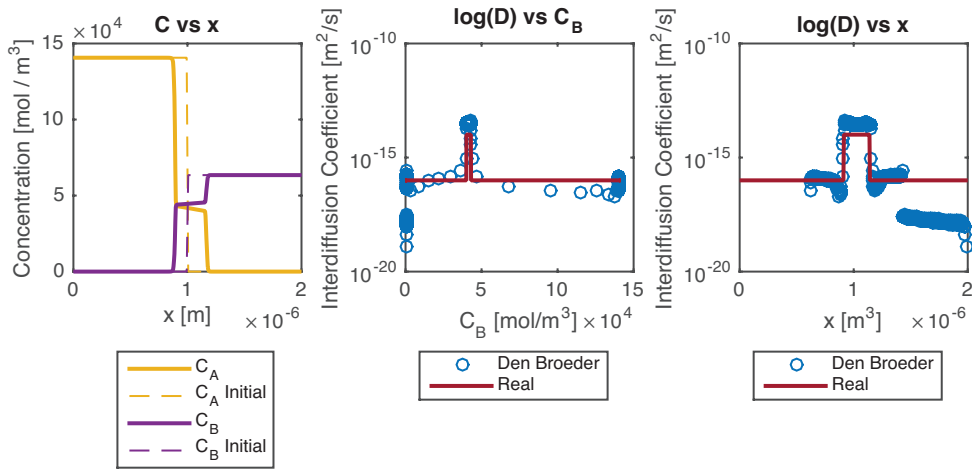 C vs x
15 × 10^4
10
5
0
0 1 2
× 10^-6
x [m]
Concentration [mol / m^3]
C_A
C_A Initial
C_B
C_B Initial
log(D) vs C_B
10^-10
10^-15
10^-20
0 5 10 15
C_B [mol/m^3] × 10^4
Interdiffusion Coefficient [m^2/s]
Den Broeder
Real
log(D) vs x
10^-10
10^-15
10^-20
0 1 2
× 10^-6
x [m^3]
Interdiffusion Coefficient [m^2/s]
Den Broeder
Real